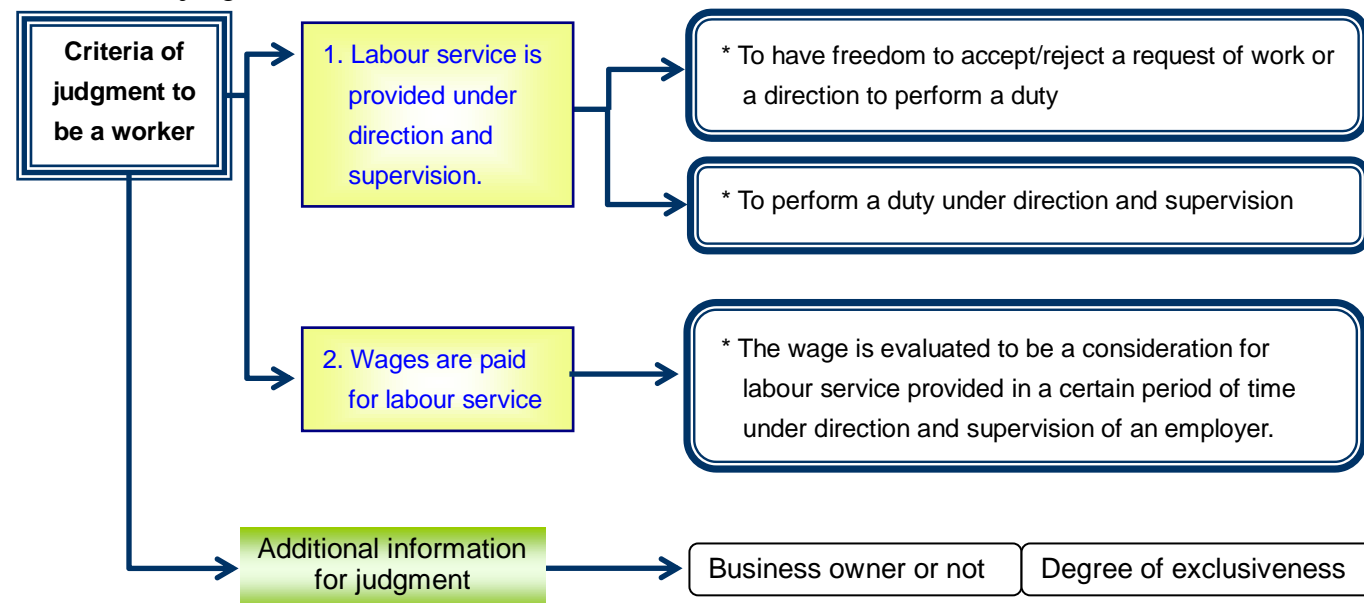 Criteria of
judgment to
be a worker
1. Labour service is
provided under
direction and
supervision.
* To have freedom to accept/reject a request of work or
a direction to perform a duty
* To perform a duty under direction and supervision
2. Wages are paid
for labour service
* The wage is evaluated to be a consideration for
labour service provided in a certain period of time
under direction and supervision of an employer.
Additional information
for judgment
Business owner or not
Degree of exclusiveness